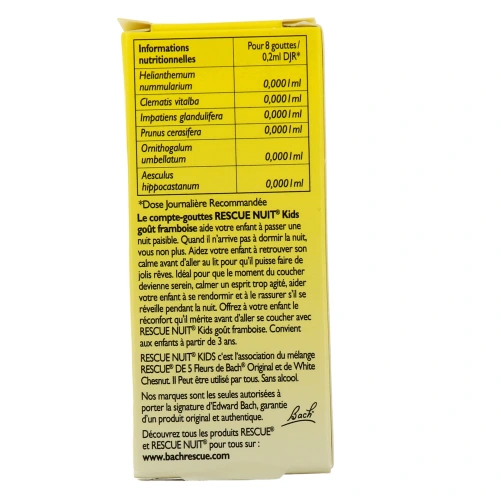 Informations nutritionnelles Pour 8 gouttes/ 0,2ml DJR*
Helianthemum nummularium 0,0001ml
Clematis vitalba 0,0001ml
Impatiens glandulifera 0,0001ml
Prunus cerasifera 0,0001ml
Ornithogalum umbellatum 0,0001ml
Aesculus hippocastanum 0,0001ml
*Dose Journalière Recommandée
Le compte-gouttes RESCUE NUIT® Kids
goût framboise aide votre enfant à passer une
nuit paisible. Quand il n'arrive pas à dormir la nuit,
vous non plus. Aidez votre enfant à retrouver son
calme avant d'aller au lit pour qu'il puisse faire de
jolis rêves. Idéal pour que le moment du coucher
devienne serein, calmer un esprit trop agité, aider
votre enfant à se rendormir et à le rassurer s'il se
réveille pendant la nuit. Offrez à votre enfant le
réconfort qu'il mérite avant d'aller se coucher avec
RESCUE NUIT® Kids goût framboise. Convient
aux enfants à partir de 3 ans.
RESCUE NUIT® KIDS c'est l'association du mélange
RESCUE® DE 5 Fleurs de Bach® Original et de White
Chesnut. Il Peut être utilisé par tous. Sans alcool.
Nos marques sont les seules autorisées à
porter la signature d'Edward Bach, garantie
d'un produit original et authentique.
Bach
Découvrez tous les produits RESCUE®
et RESCUE NUIT® pour tous sur :
www.bachrescue.com